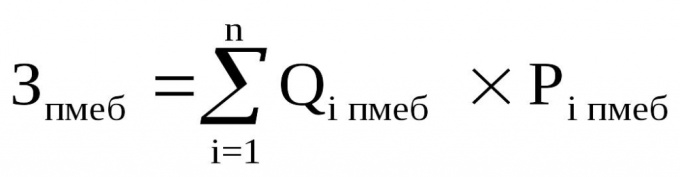 З пмеб = n ∑ i=1 Q i пмеб × P i пмеб